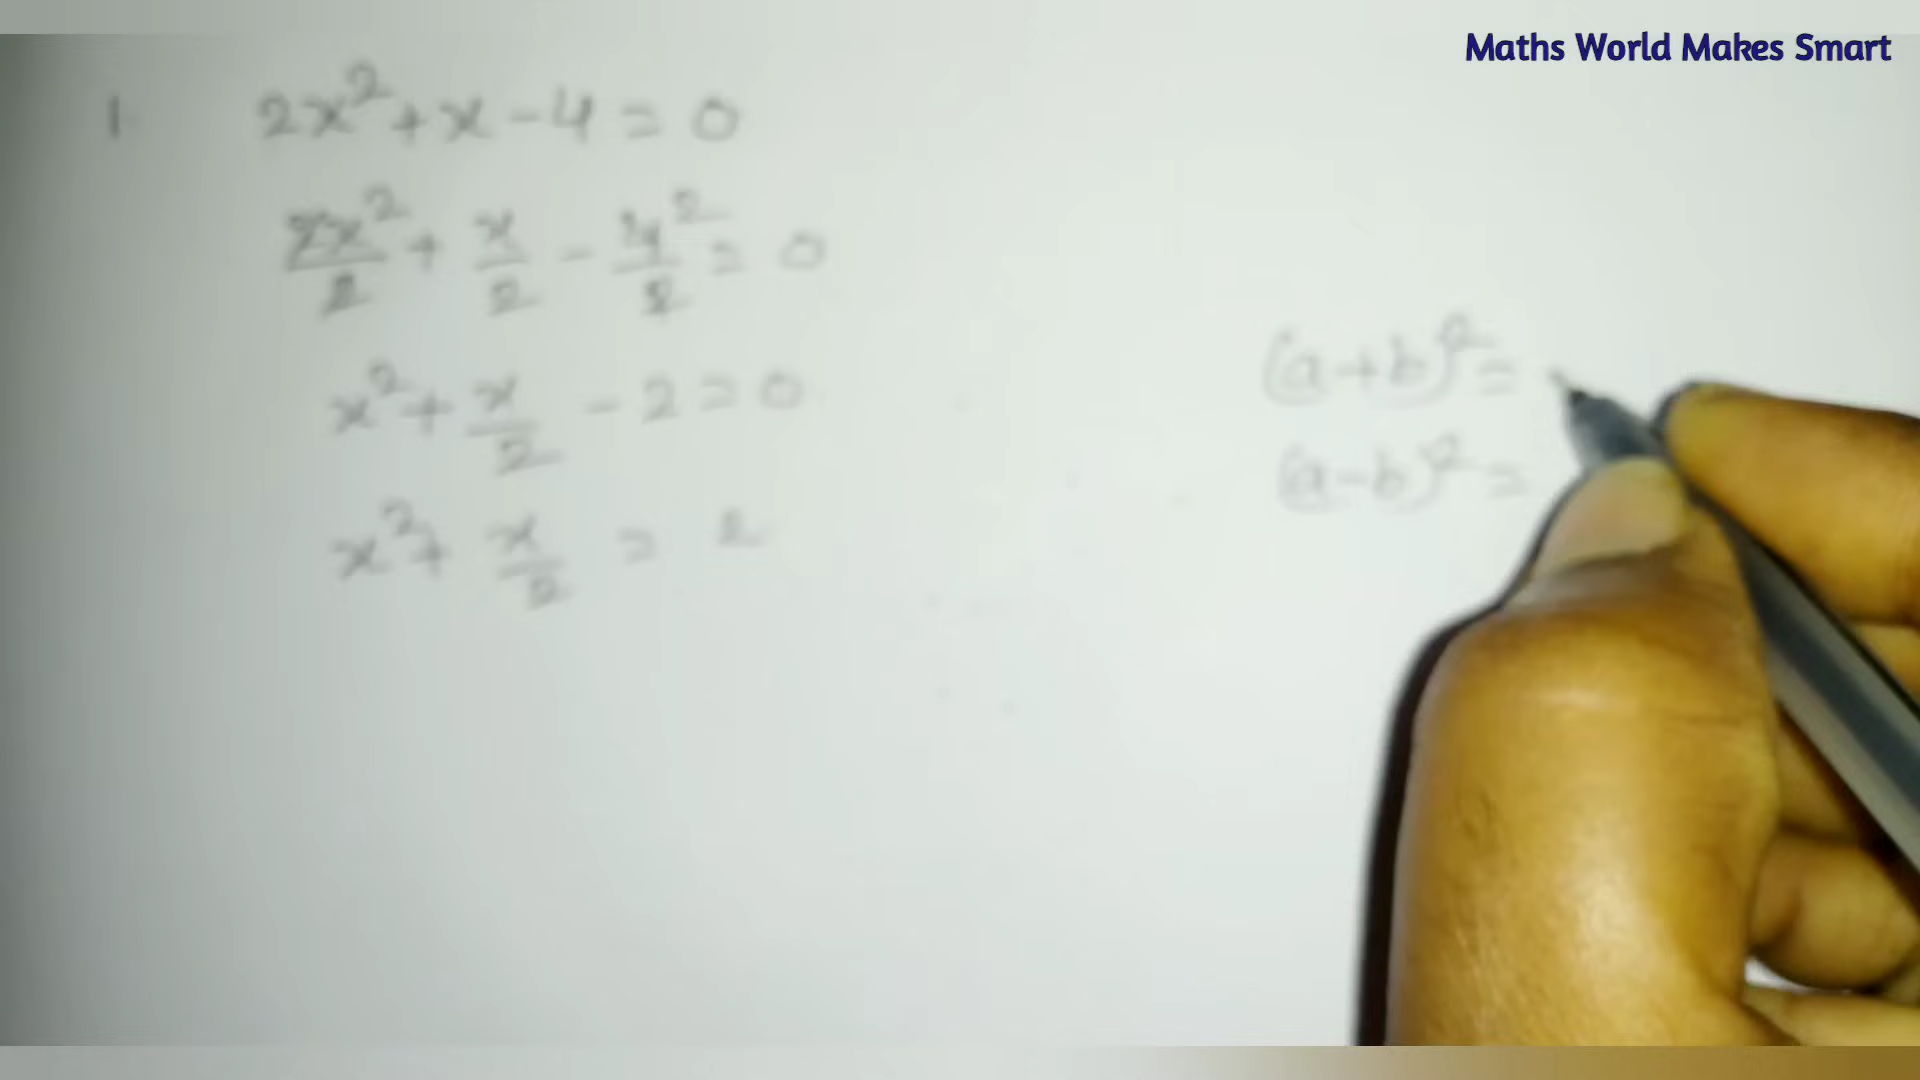 Maths World Makes Smart
1. 2x² + x - 4 = 0
2x²/2 + x/2 - 4²/2 = 0
x² + x/2 - 2 = 0
x² + x/2 = 2
(a+b)² =
(a-b)² =